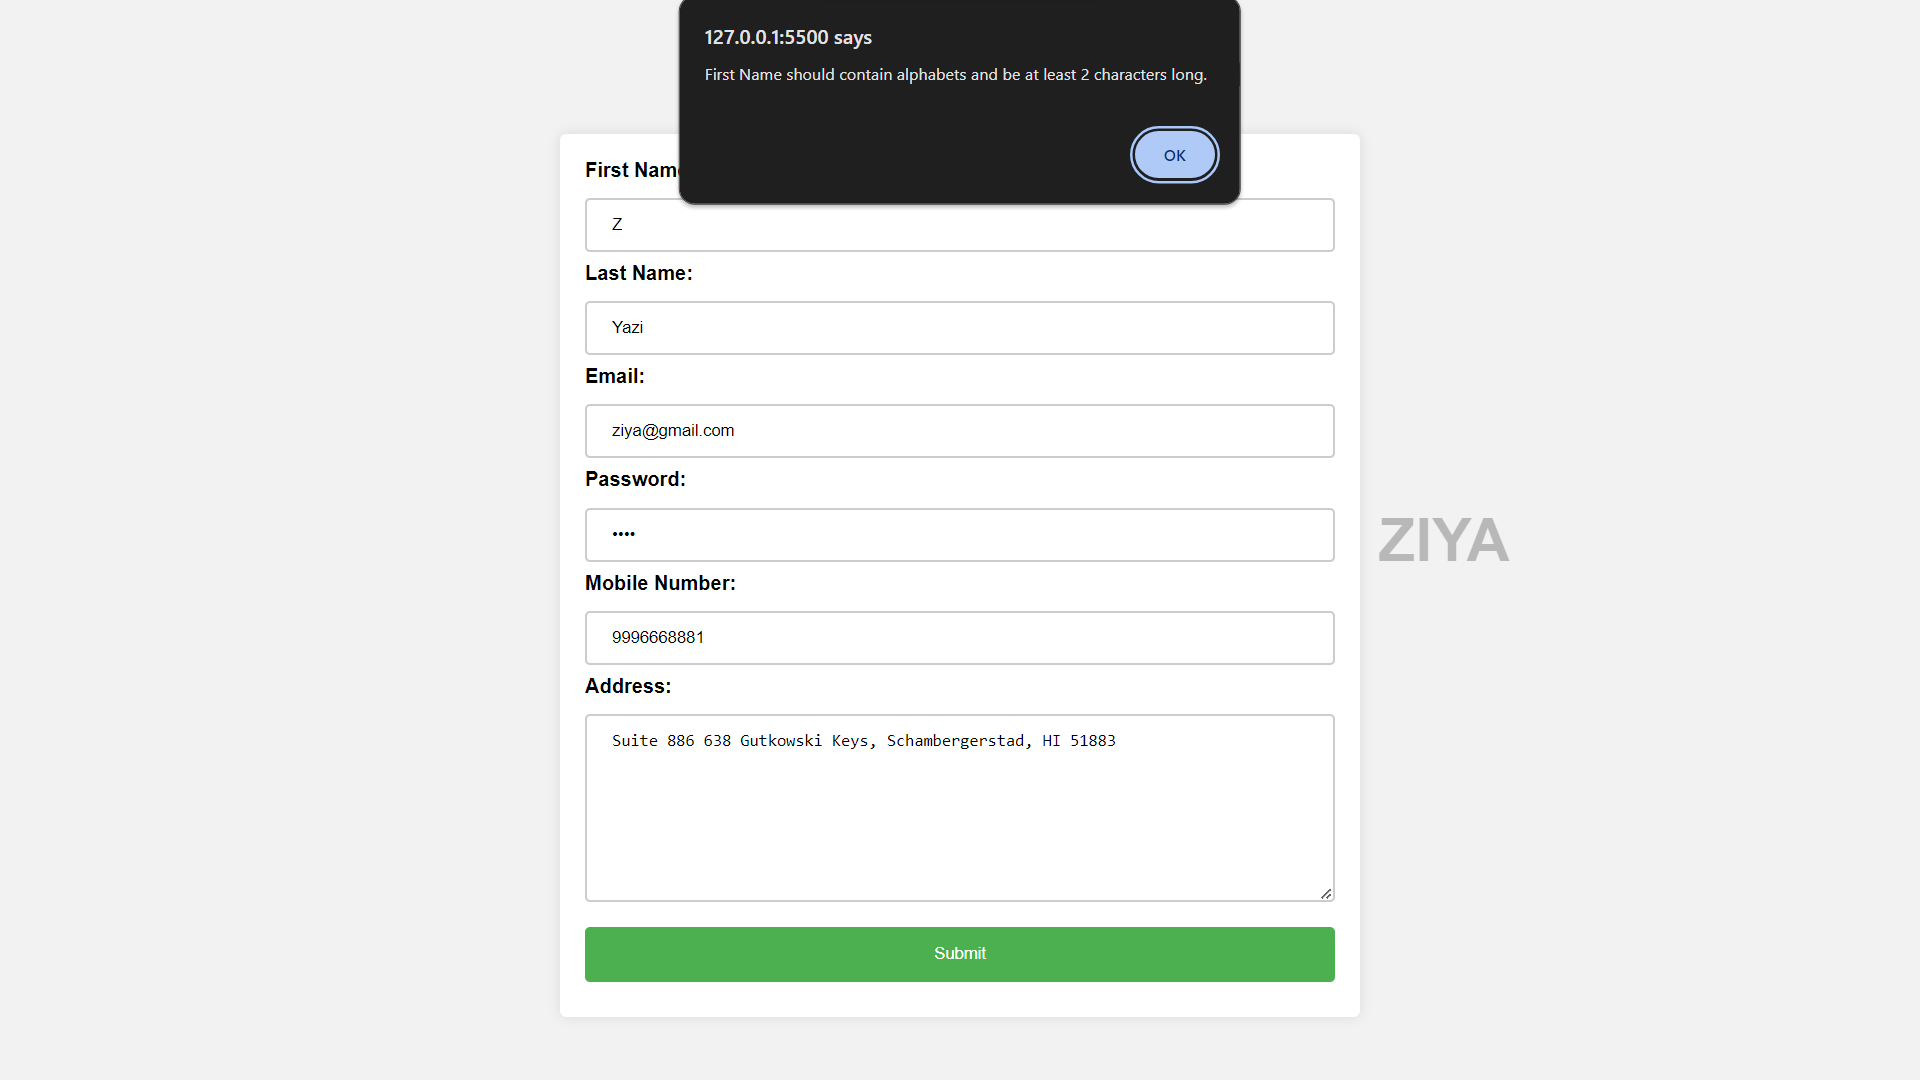 127.0.0.1:5500 says
First Name should contain alphabets and be at least 2 characters long.
OK
First Name
Z
Last Name:
Yazi
Email:
ziya@gmail.com
Password:
••••
ZIYA
Mobile Number:
9996668881
Address:
Suite 886 638 Gutkowski Keys, Schambergerstad, HI 51883
Submit